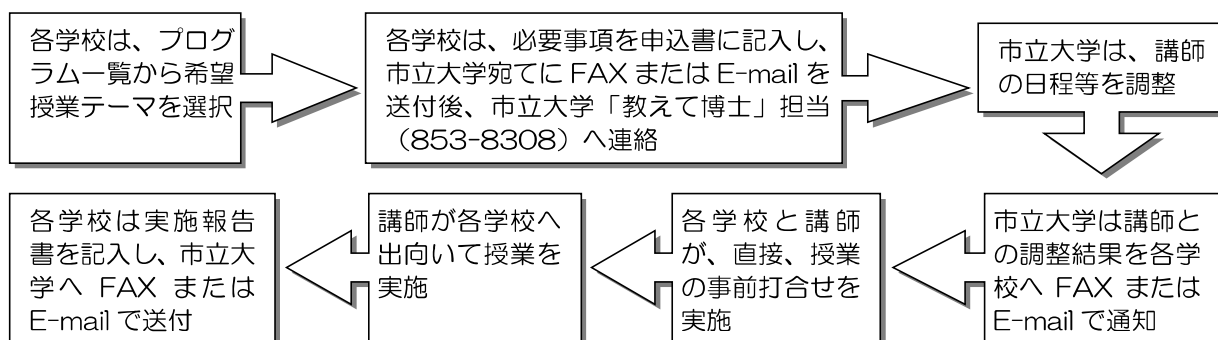 各学校は、プログ
ラム一覧から希望
授業テーマを選択
各学校は、必要事項を申込書に記入し、
市立大学宛てに FAX または E-mail を
送付後、市立大学「教えて博士」担当
（853-8308）へ連絡
市立大学は、講師
の日程等を調整
市立大学は講師と
の調整結果を各学
校へ FAX または
E-mail で通知
各学校と講師
が、直接、授業
の事前打合せを
実施
講師が各学校へ
出向いて授業を
実施
各学校は実施報告
書を記入し、市立大
学へ FAX または
E-mail で送付